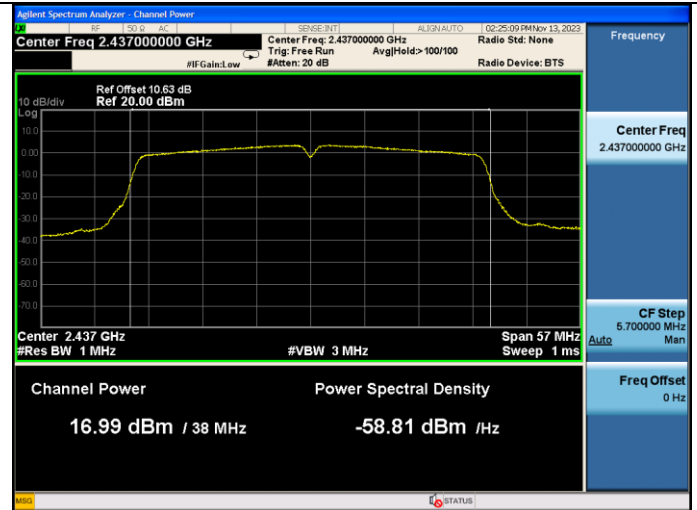 Agilent Spectrum Analyzer - Channel Power
RF 50 Ω AC SENSE:INT ALIGN AUTO 02:25:09 PM Nov 13, 2023
Center Freq 2.437000000 GHz
Center Freq: 2.437000000 GHz Radio Std: None
Trig: Free Run Avg|Hold:> 100/100
#IFGain:Low #Atten: 20 dB Radio Device: BTS
Ref Offset 10.63 dB
10 dB/div Ref 20.00 dBm
Log
10.0
0.00
-10.0
-20.0
-30.0
-40.0
-50.0
-60.0
-70.0
Center 2.437 GHz Span 57 MHz
#Res BW 1 MHz #VBW 3 MHz Sweep 1 ms
Channel Power Power Spectral Density
16.99 dBm / 38 MHz -58.81 dBm /Hz
Frequency
Center Freq
2.437000000 GHz
CF Step
5.700000 MHz
Auto Man
Freq Offset
0 Hz
MSG STATUS